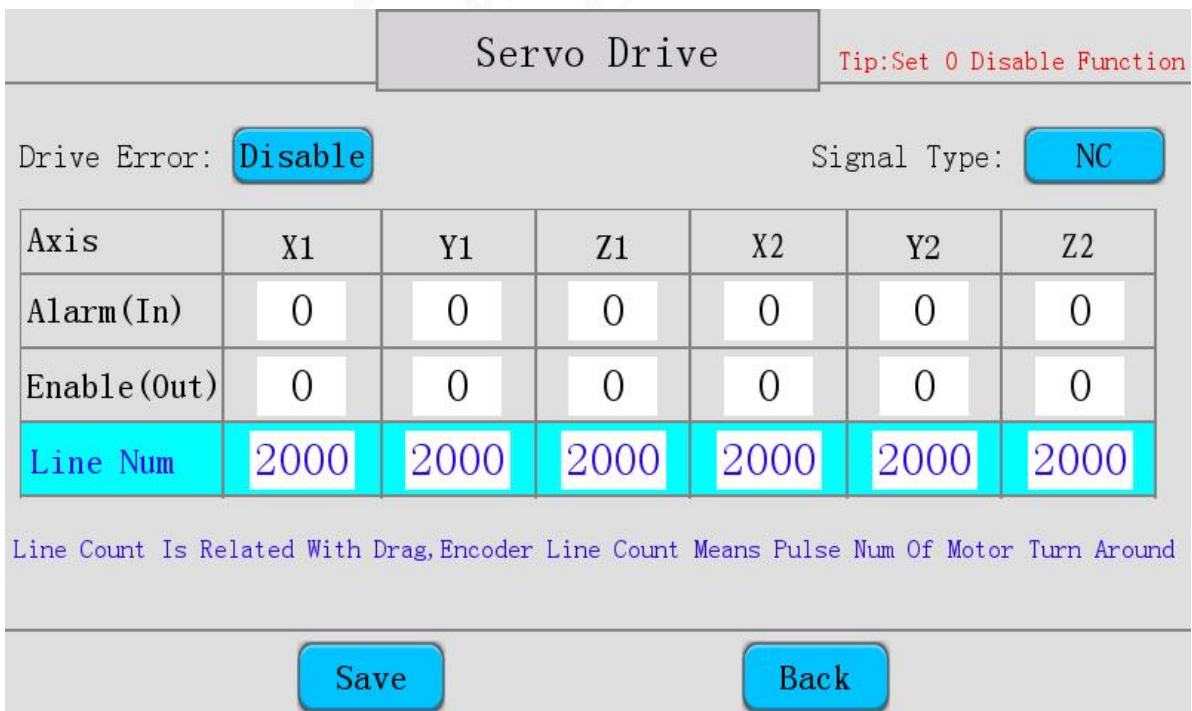 Servo Drive
Tip:Set 0 Disable Function
Drive Error: Disable Signal Type: NC
Axis X1 Y1 Z1 X2 Y2 Z2
Alarm(In) 0 0 0 0 0 0
Enable(Out) 0 0 0 0 0 0
Line Num 2000 2000 2000 2000 2000 2000
Line Count Is Related With Drag,Encoder Line Count Means Pulse Num Of Motor Turn Around
Save Back